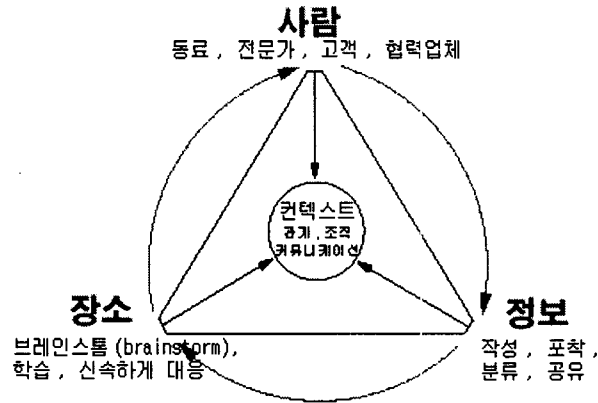 사람
동료, 전문가, 고객, 협력업체
컨텍스트
관계, 조직
커뮤니케이션
장소
브레인스톰(brainstorm),
학습, 신속하게 대응
정보
작성, 포착,
분류, 공유